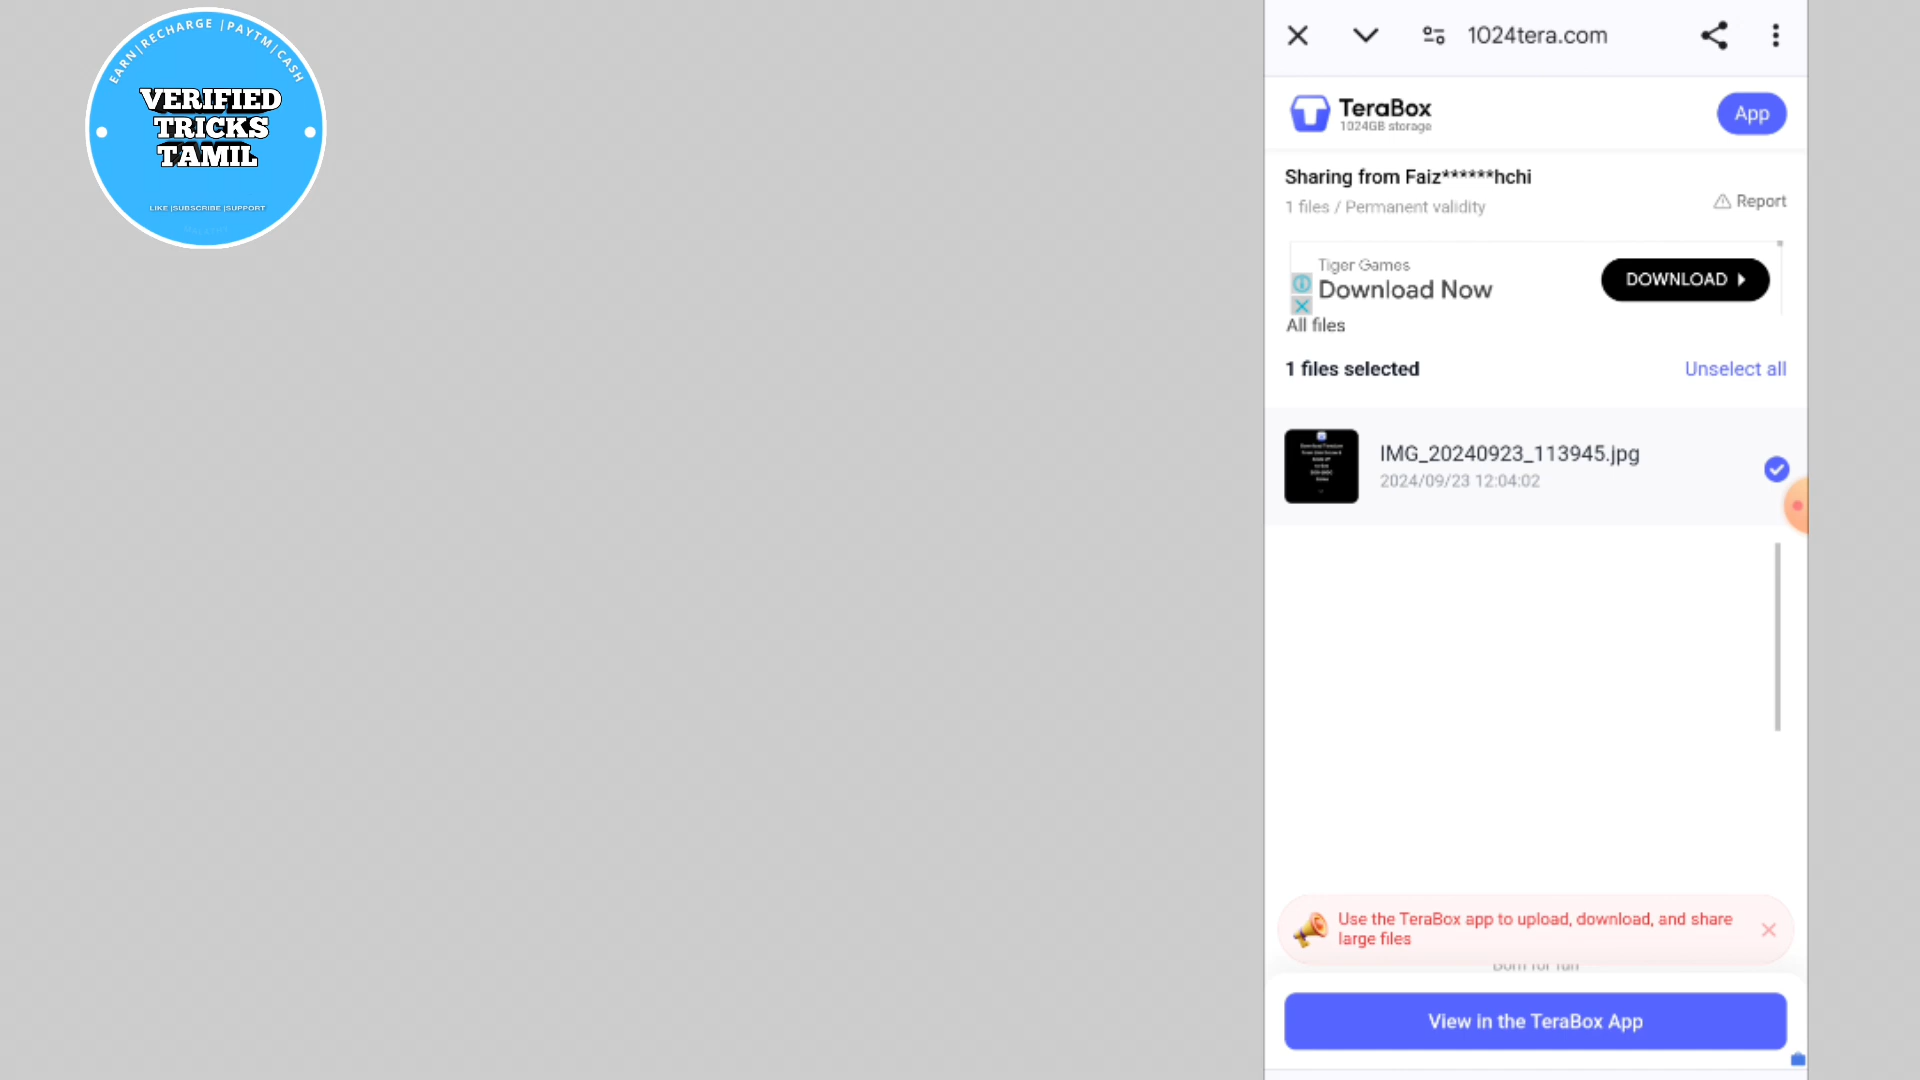 EARN|RECHARGE |PAYTM|CASH
VERIFIED
TRICKS
TAMIL
LIKE |SUBSCRIBE |SUPPORT
1024tera.com
TeraBox
1024GB storage
App
Sharing from Faiz******hchi
1 files / Permanent validity
Report
Tiger Games
Download Now
DOWNLOAD
All files
1 files selected
Unselect all
IMG_20240923_113945.jpg
2024/09/23 12:04:02
Use the TeraBox app to upload, download, and share
large files
View in the TeraBox App